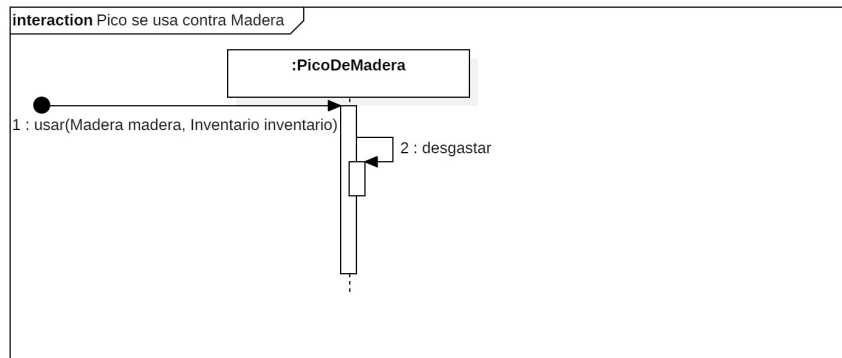 interaction Pico se usa contra Madera
:PicoDeMadera
1 : usar(Madera madera, Inventario inventario)
2 : desgastar